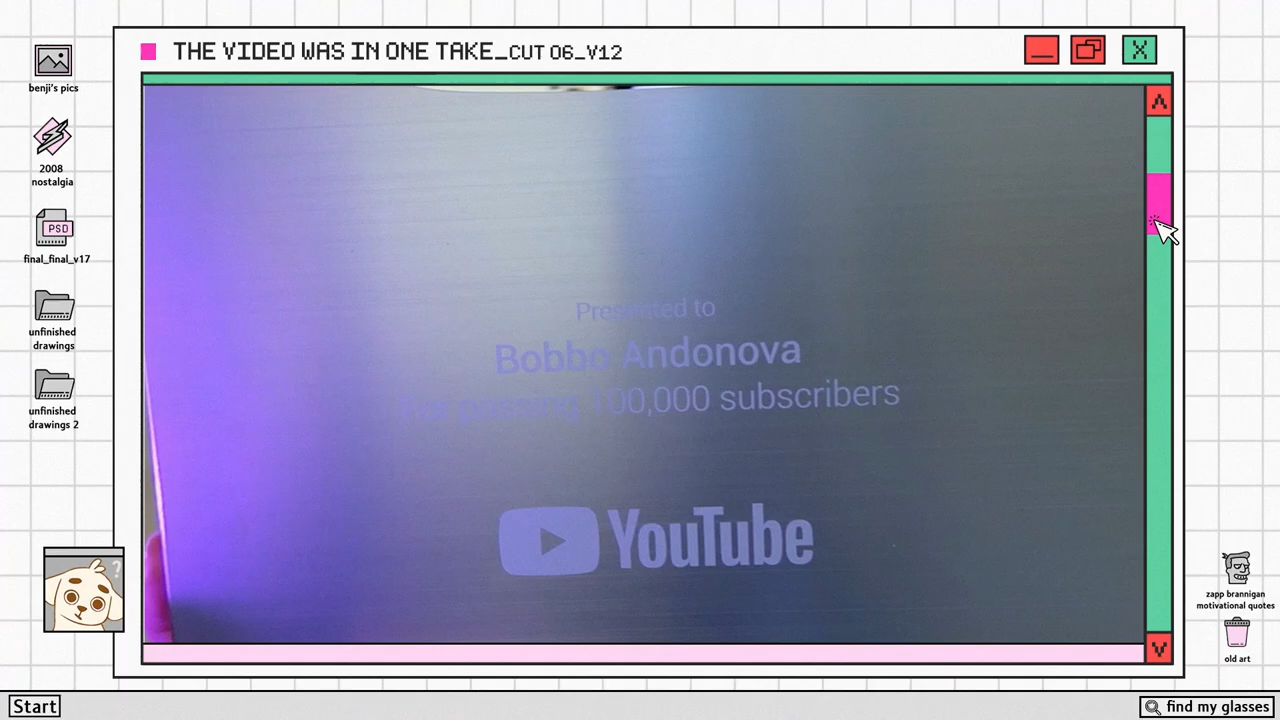 THE VIDEO WAS IN ONE TAKE_CUT 06_V12
X
benji's pics
2008
nostalgia
PSD
final_final_v17
unfinished
drawings
unfinished
drawings 2
?
Presented to
Bobbo Andonova
for passing 100,000 subscribers
YouTube
zapp brannigan
motivational quotes
old art
Start
find my glasses